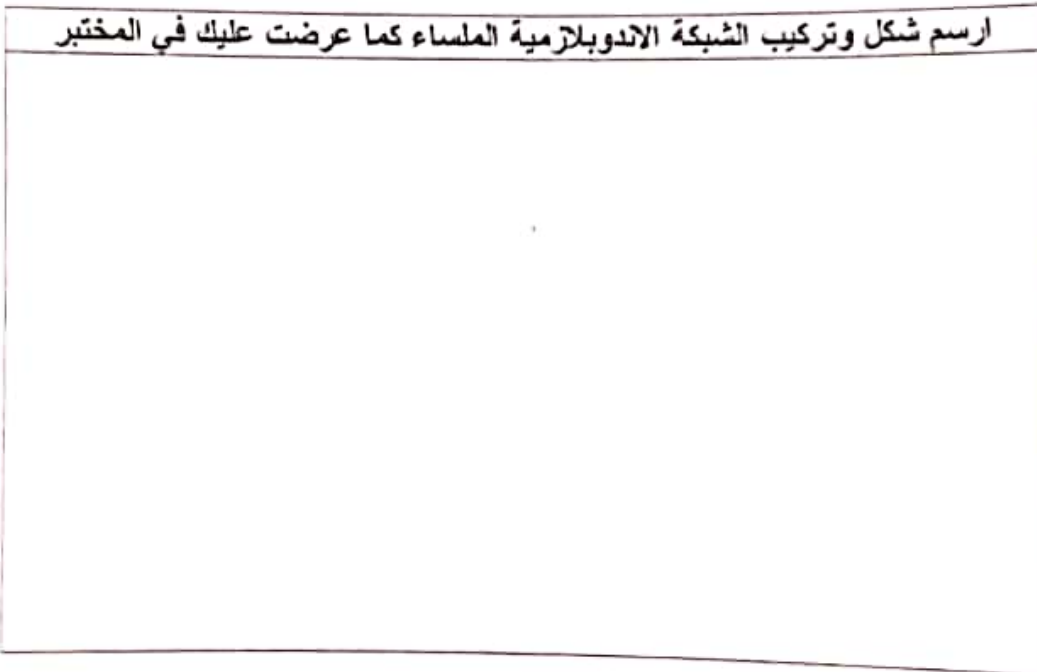 ارسم شكل وتركيب الشبكة الاندوبلازمية الملساء كما عرضت عليك في المختبر